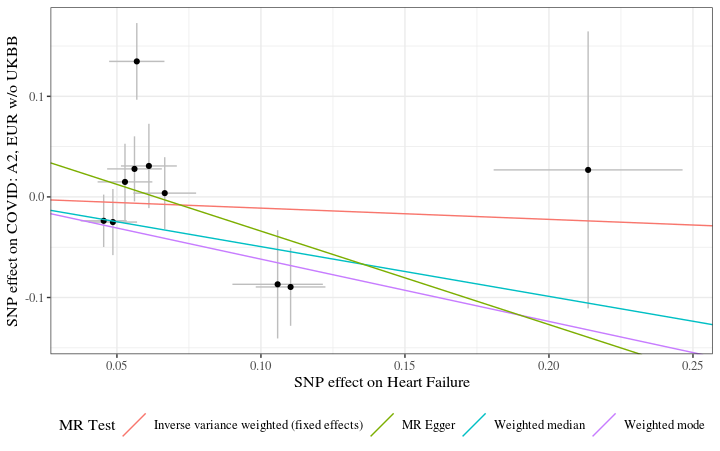 SNP effect on COVID: A2, EUR w/o UKBB
0.1
0.0
-0.1
0.05 0.10 0.15 0.20 0.25
SNP effect on Heart Failure
MR Test Inverse variance weighted (fixed effects) MR Egger Weighted median Weighted mode